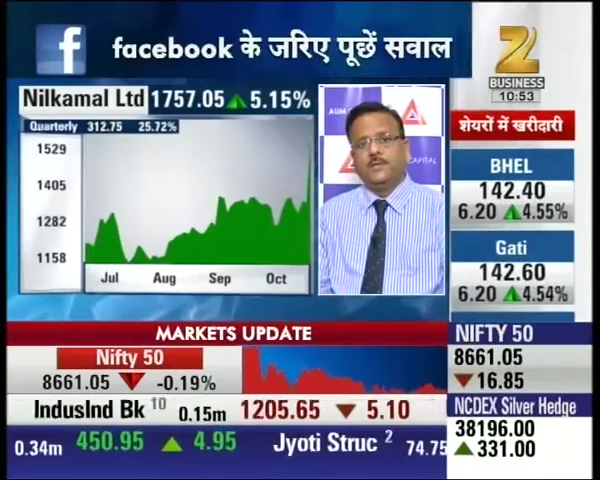 facebook के जरिए पूछें सवाल
Z
BUSINESS
10:53
Nilkamal Ltd 1757.05 5.15%
Quarterly 312.75 25.72%
1529
1405
1282
1158
Jul Aug Sep Oct
CAPITAL
शेयरों में खरीदारी
BHEL
142.40
6.20 4.55%
Gati
142.60
6.20 4.54%
MARKETS UPDATE
Nifty 50
8661.05 -0.19%
NIFTY 50
8661.05
16.85
IndusInd Bk 10 0.15m 1205.65 5.10
NCDEX Silver Hedge
38196.00
331.00
0.34m 450.95 4.95 Jyoti Struc 2 74.75